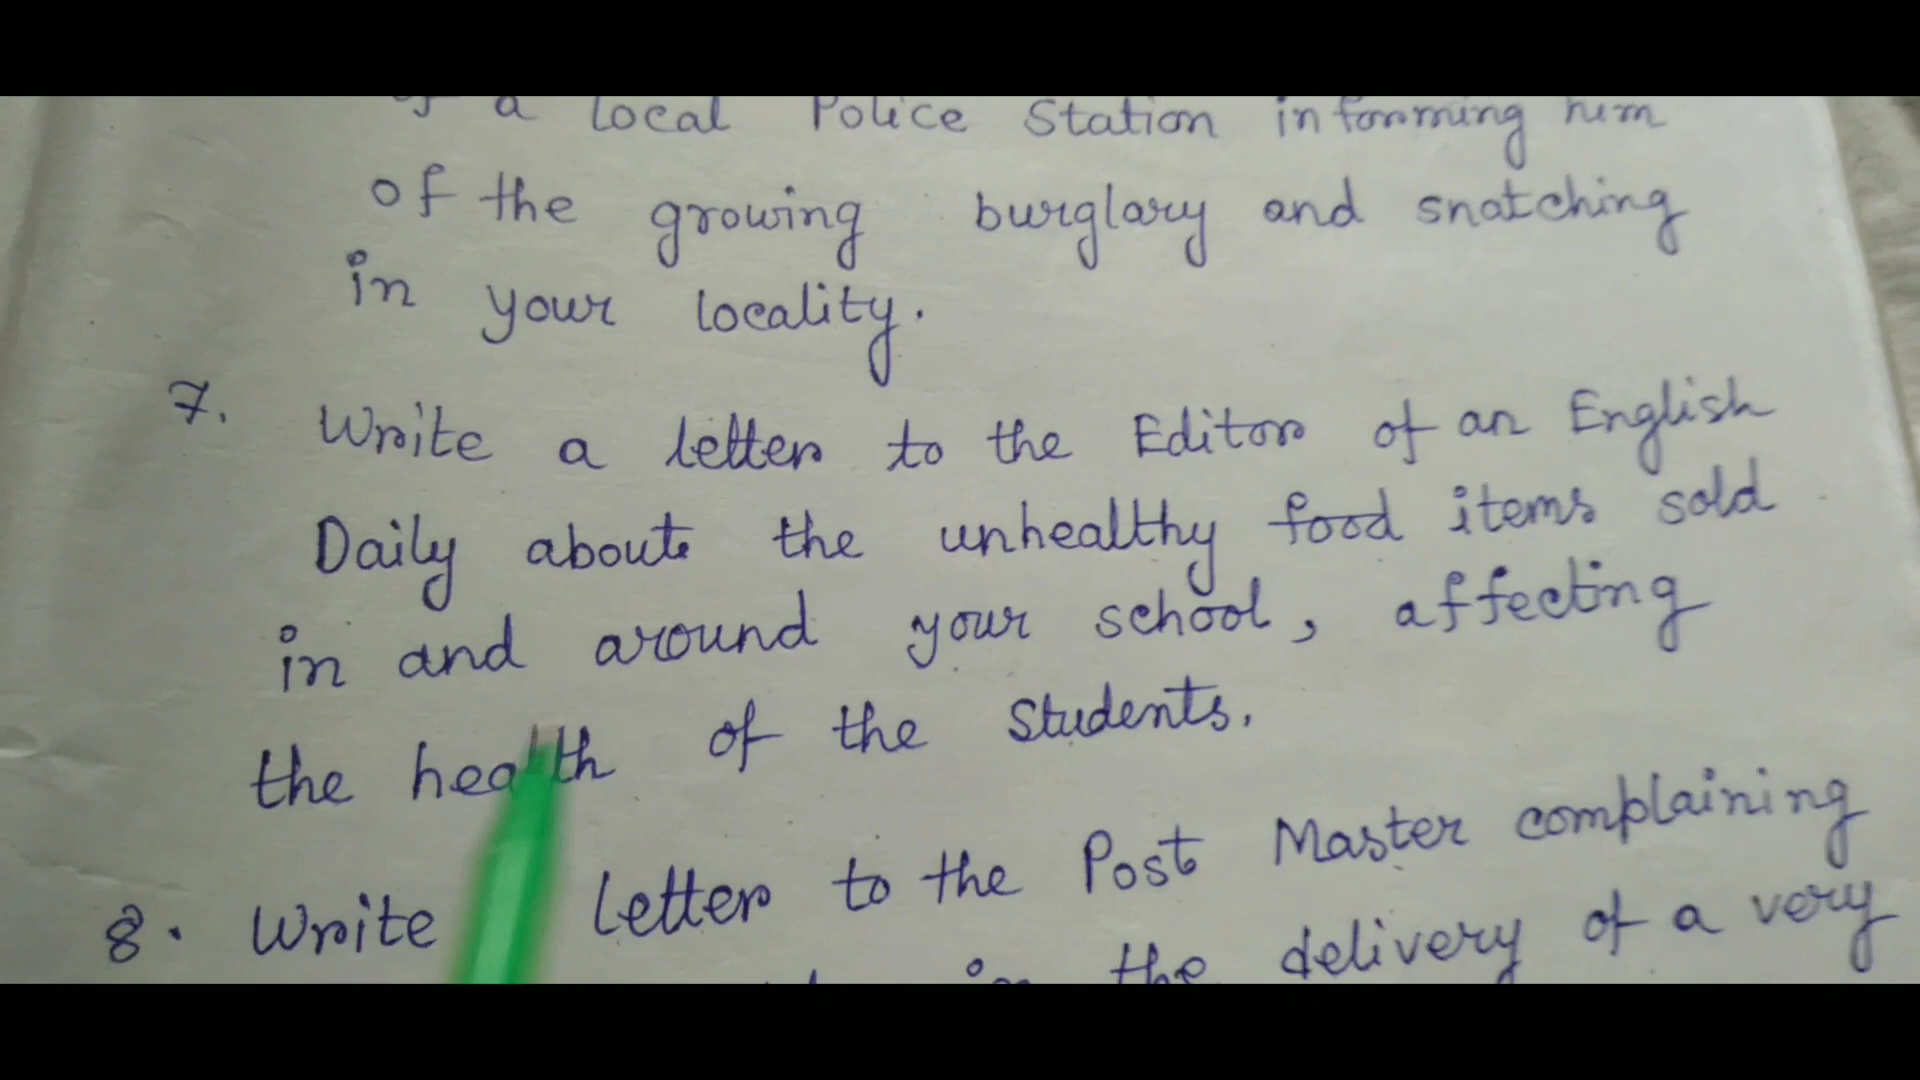 of a local Police Station informing him
of the growing burglary and snatching
in your locality.
7. Write a letter to the Editor of an English
Daily about the unhealthy food items sold
in and around your school, affecting
the health of the students.
8. Write letter to the Post Master complaining
in the delivery of a very